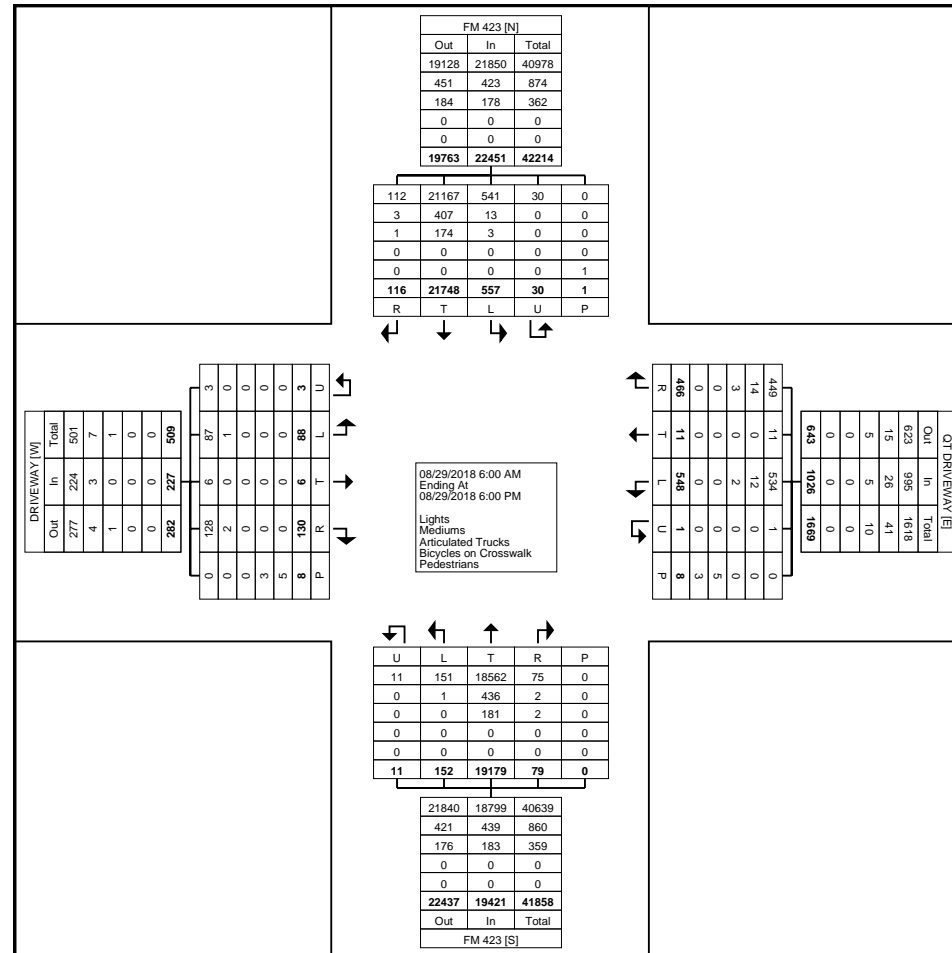 FM 423 [N]
Out In Total
19128 21850 40978
451 423 874
184 178 362
0 0 0
0 0 0
19763 22451 42214
112 21167 541 30 0
3 407 13 0 0
1 174 3 0 0
0 0 0 0 0
0 0 0 0 1
116 21748 557 30 1
R T L U P
DRIVEWAY [W]
Total In Out
501 224 277
7 3 4
1 0 1
0 0 0
0 0 0
509 227 282
3 87 6 128 0
0 1 0 2 0
0 0 0 0 0
0 0 0 0 3
0 0 0 0 5
3 88 6 130 8
U L T R P
08/29/2018 6:00 AM
Ending At
08/29/2018 6:00 PM
Lights
Mediums
Articulated Trucks
Bicycles on Crosswalk
Pedestrians
R T L U P
466 11 548 1 8
0 0 0 0 3
0 0 0 0 5
3 0 2 0 0
14 0 12 0 0
449 11 534 1 0
QT DRIVEWAY [E]
Out In Total
623 995 1618
15 26 41
5 5 10
0 0 0
0 0 0
643 1026 1669
U L T R P
11 151 18562 75 0
0 1 436 2 0
0 0 181 2 0
0 0 0 0 0
0 0 0 0 0
11 152 19179 79 0
21840 18799 40639
421 439 860
176 183 359
0 0 0
0 0 0
22437 19421 41858
Out In Total
FM 423 [S]